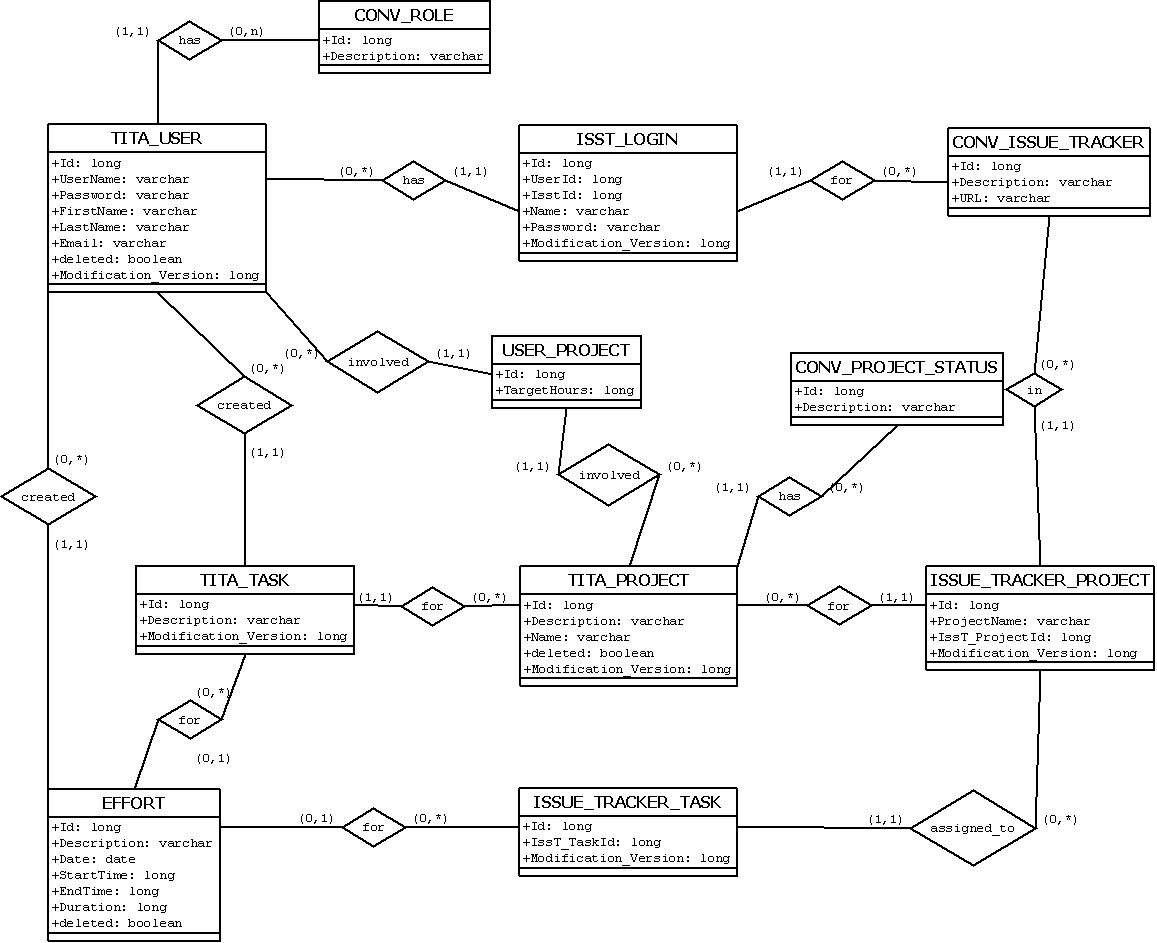 CONV_ROLE
+Id: long
+Description: varchar
(1,1)
has
(0,n)
TITA_USER
+Id: long
+UserName: varchar
+Password: varchar
+FirstName: varchar
+LastName: varchar
+Email: varchar
+deleted: boolean
+Modification_Version: long
(0,*)
has
(1,1)
ISST_LOGIN
+Id: long
+UserId: long
+IsstId: long
+Name: varchar
+Password: varchar
+Modification_Version: long
(1,1)
for
(0,*)
CONV_ISSUE_TRACKER
+Id: long
+Description: varchar
+URL: varchar
(0,*)
involved
(1,1)
USER_PROJECT
+Id: long
+TargetHours: long
CONV_PROJECT_STATUS
+Id: long
+Description: varchar
(0,*)
in
(1,1)
(0,*)
created
(1,1)
(0,*)
created
(1,1)
(1,1)
involved
(0,*)
(1,1)
has
(0,*)
TITA_TASK
+Id: long
+Description: varchar
+Modification_Version: long
(1,1)
for
(0,*)
TITA_PROJECT
+Id: long
+Description: varchar
+Name: varchar
+deleted: boolean
+Modification_Version: long
(0,*)
for
(1,1)
ISSUE_TRACKER_PROJECT
+Id: long
+ProjectName: varchar
+IssT_ProjectId: long
+Modification_Version: long
(0,*)
for
(0,1)
EFFORT
+Id: long
+Description: varchar
+Date: date
+StartTime: long
+EndTime: long
+Duration: long
+deleted: boolean
(0,1)
for
(0,*)
ISSUE_TRACKER_TASK
+Id: long
+IssT_TaskId: long
+Modification_Version: long
(1,1)
assigned_to
(0,*)